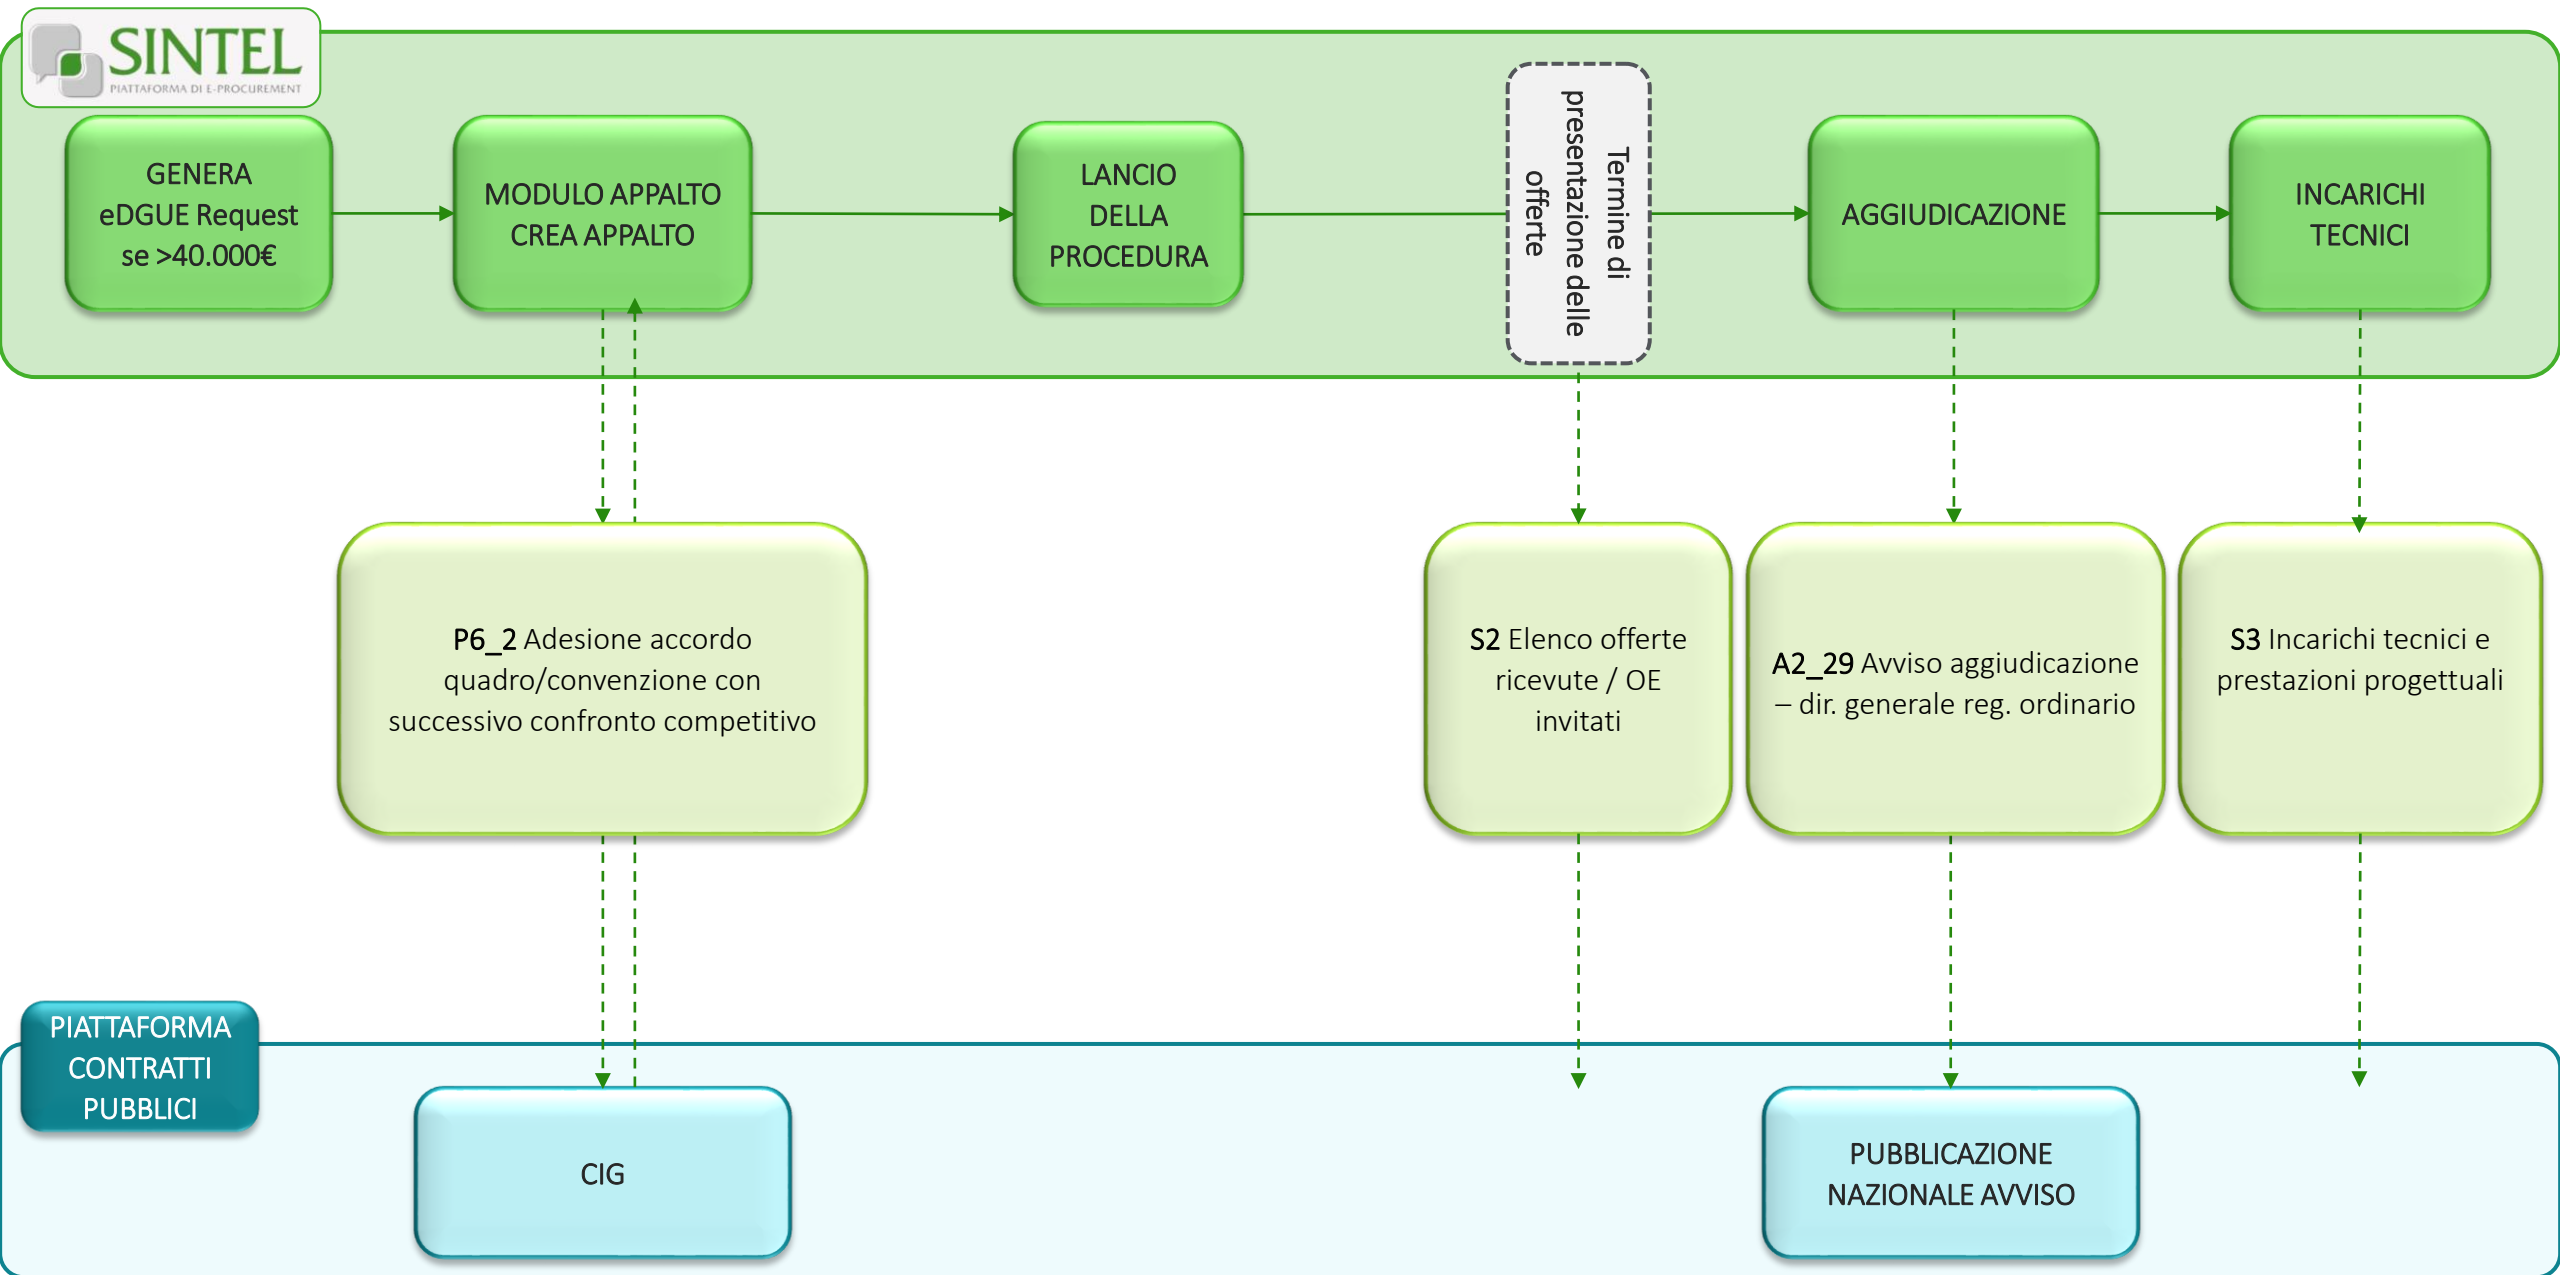 SINTEL
PIATTAFORMA DI E-PROCUREMENT
GENERA
eDGUE Request
se >40.000€
MODULO APPALTO
CREA APPALTO
LANCIO
DELLA
PROCEDURA
Termine di
presentazione delle
offerte
AGGIUDICAZIONE
INCARICHI
TECNICI
P6_2 Adesione accordo
quadro/convenzione con
successivo confronto competitivo
S2 Elenco offerte
ricevute / OE
invitati
A2_29 Avviso aggiudicazione
– dir. generale reg. ordinario
S3 Incarichi tecnici e
prestazioni progettuali
PIATTAFORMA
CONTRATTI
PUBBLICI
CIG
PUBBLICAZIONE
NAZIONALE AVVISO